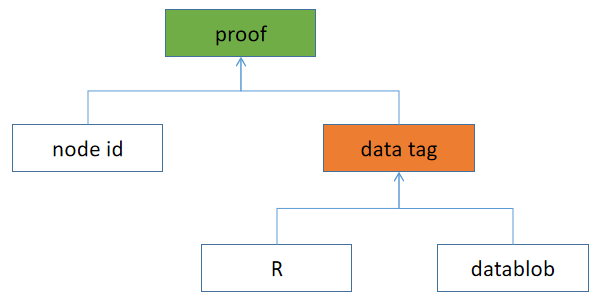 proof
node id
data tag
R
datablob